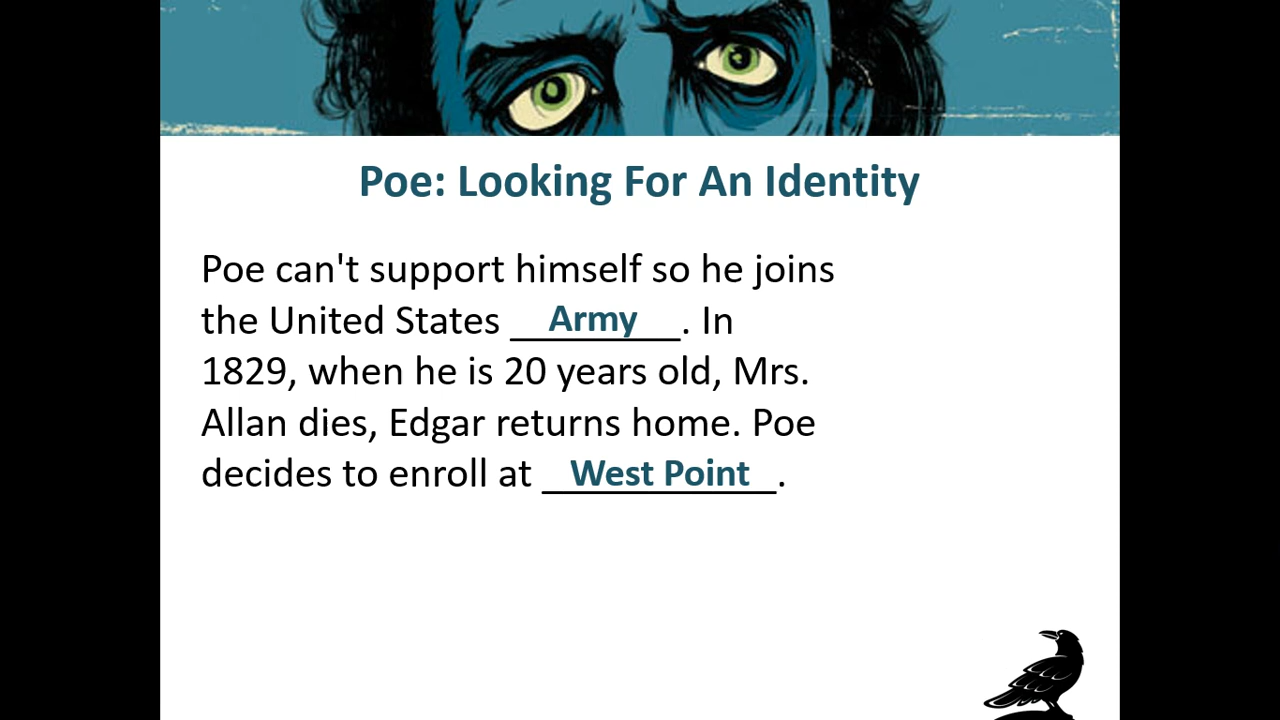 Poe: Looking For An Identity
Poe can't support himself so he joins
the United States Army. In
1829, when he is 20 years old, Mrs.
Allan dies, Edgar returns home. Poe
decides to enroll at West Point.